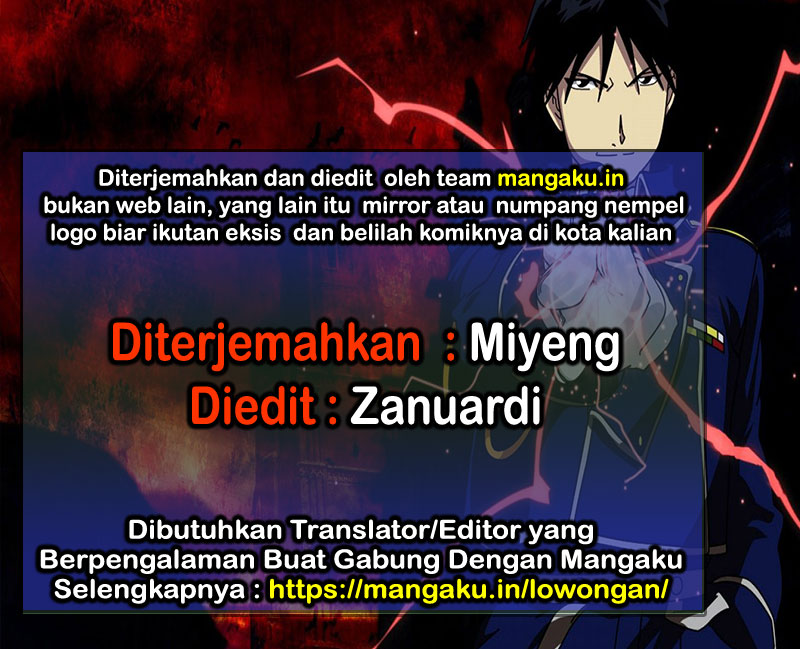 Diterjemahkan dan diedit oleh team mangaku.in
bukan web lain, yang lain itu mirror atau numpang nempel
logo biar ikutan eksis dan belilah komiknya di kota kalian
Diterjemahkan : Miyeng
Diedit : Zanuardi
Dibutuhkan Translator/Editor yang
Berpengalaman Buat Gabung Dengan Mangaku
Selengkapnya : https://mangaku.in/lowongan/